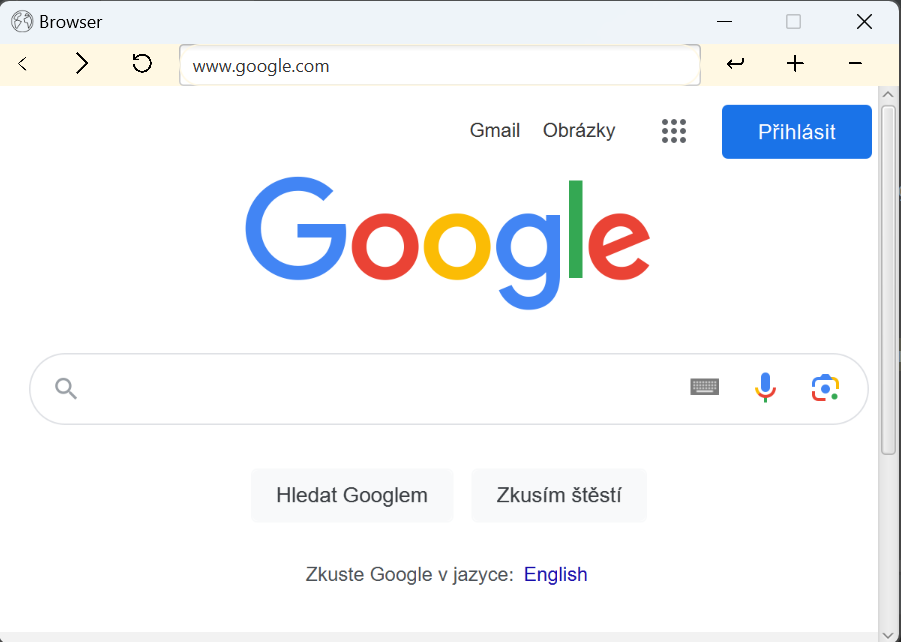 Browser
www.google.com
Gmail Obrázky Přihlásit
Google
Hledat Googlem Zkusím štěstí
Zkuste Google v jazyce: English